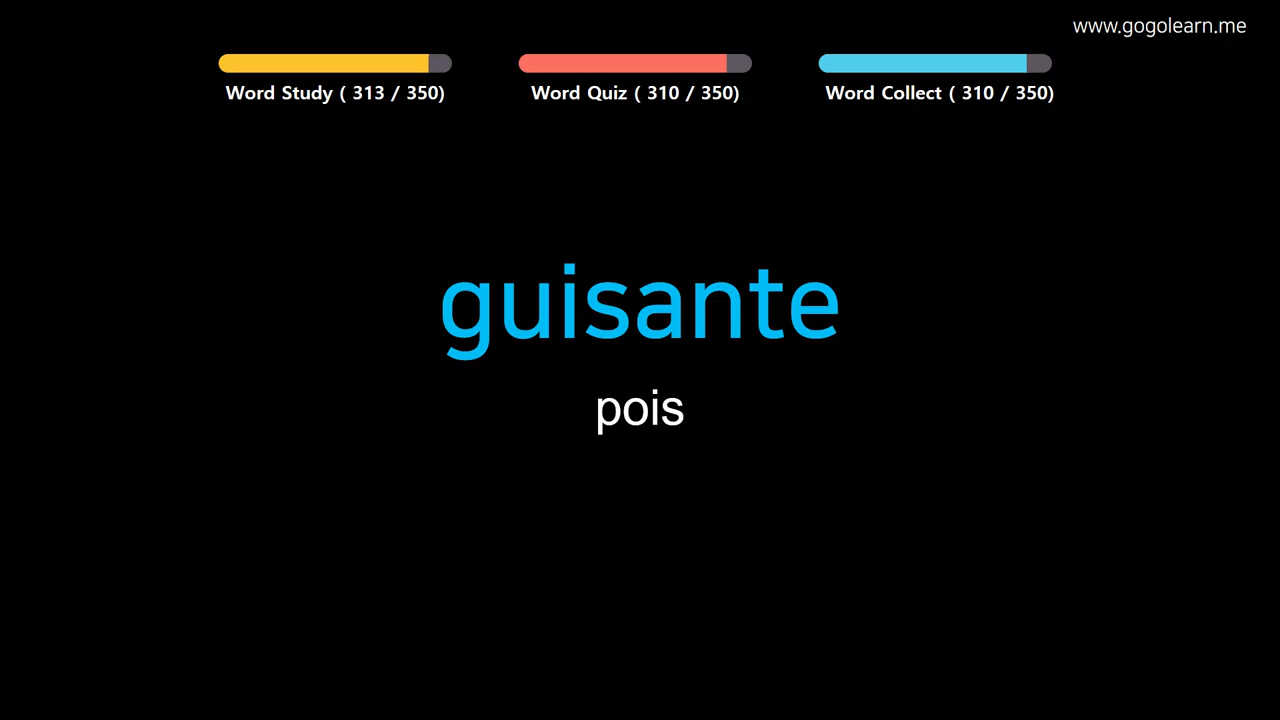 www.gogolearn.me
Word Study ( 313 / 350)
Word Quiz ( 310 / 350)
Word Collect ( 310 / 350)
guisante
pois